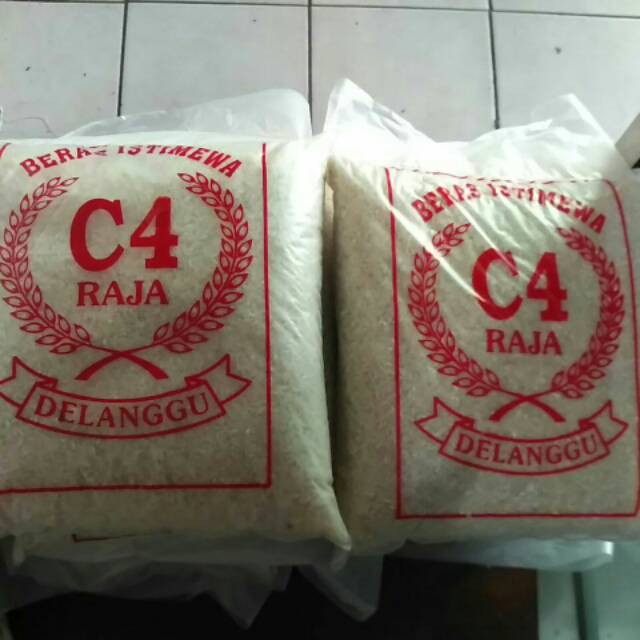 BERAS ISTIMEWA
C4
RAJA
DELANGGU
BERAS ISTIMEWA
C4
RAJA
DELANGGU